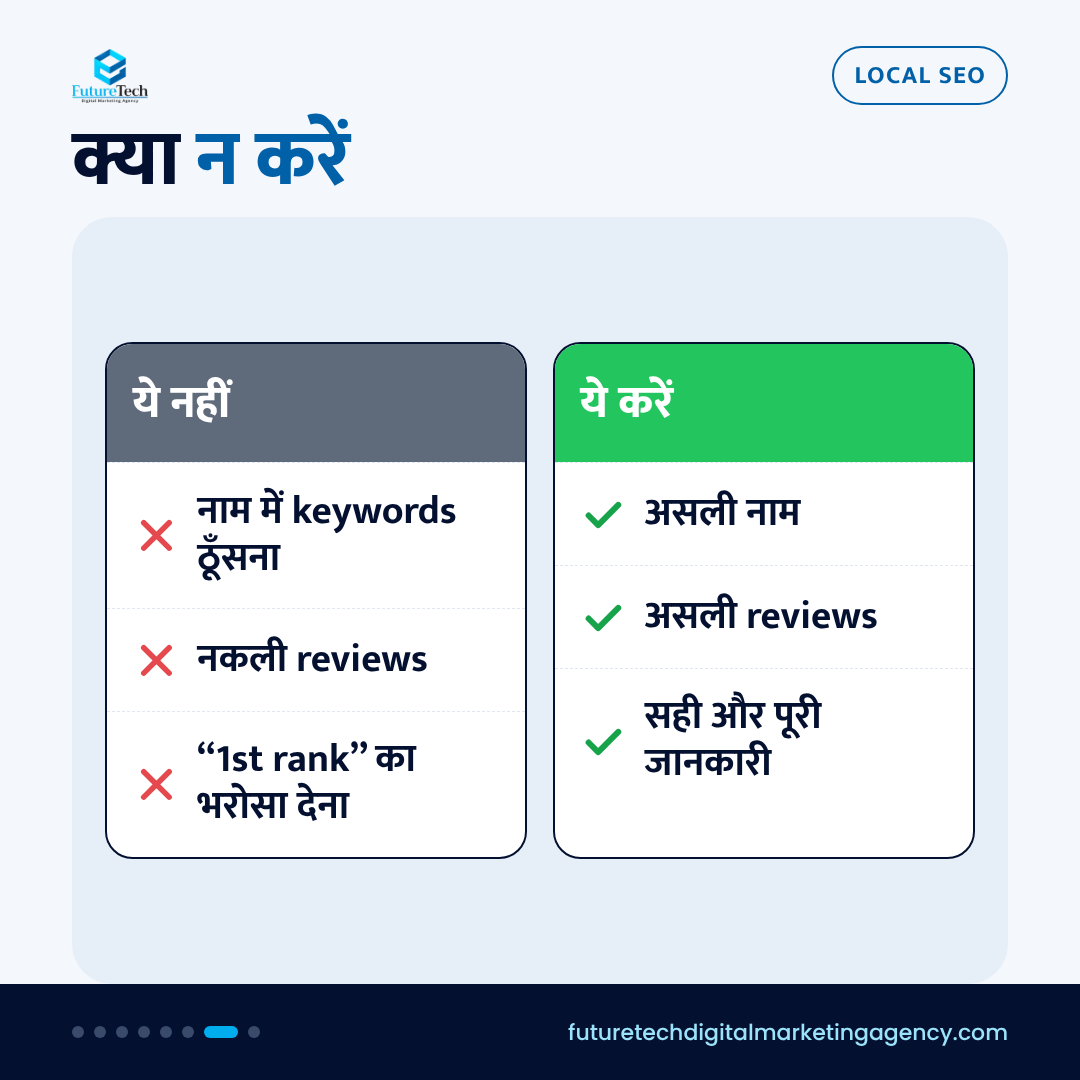 FutureTech
Digital Marketing Agency
LOCAL SEO
क्या न करें
ये नहीं
नाम में keywords
ठूँसना
नकली reviews
“1st rank” का
भरोसा देना
ये करें
असली नाम
असली reviews
सही और पूरी
जानकारी
futuretechdigitalmarketingagency.com